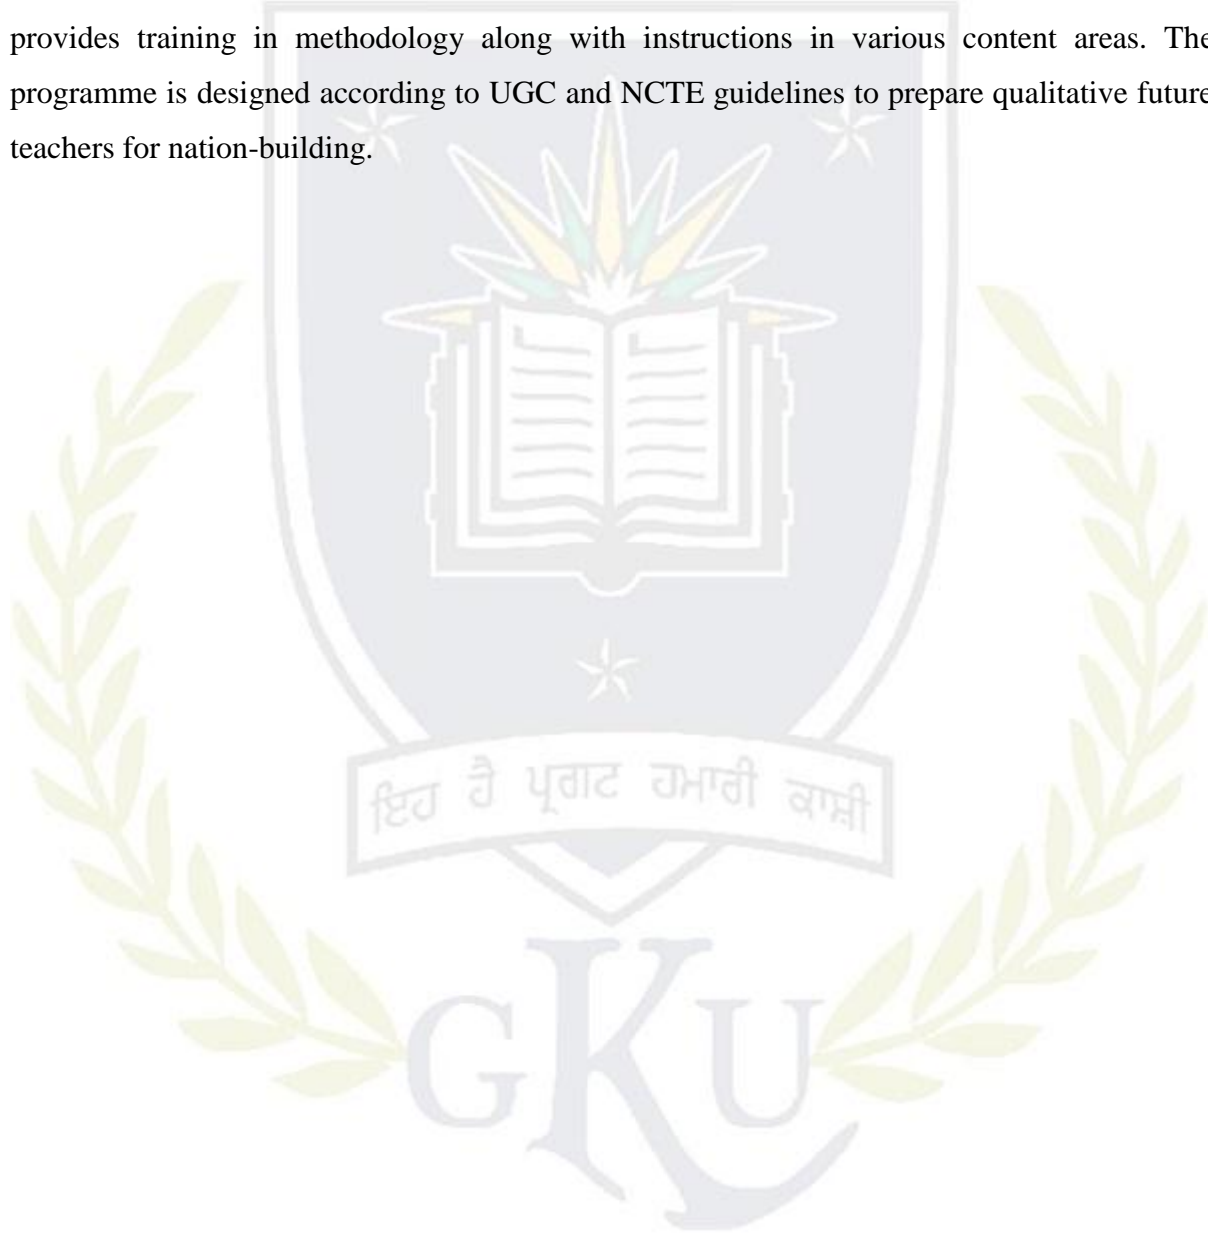 provides training in methodology along with instructions in various content areas. The
programme is designed according to UGC and NCTE guidelines to prepare qualitative future
teachers for nation-building.
ਇਹ ਹੈ ਪ੍ਰਗਟ ਹਮਾਰੀ ਕਾਸ਼ੀ
GKU